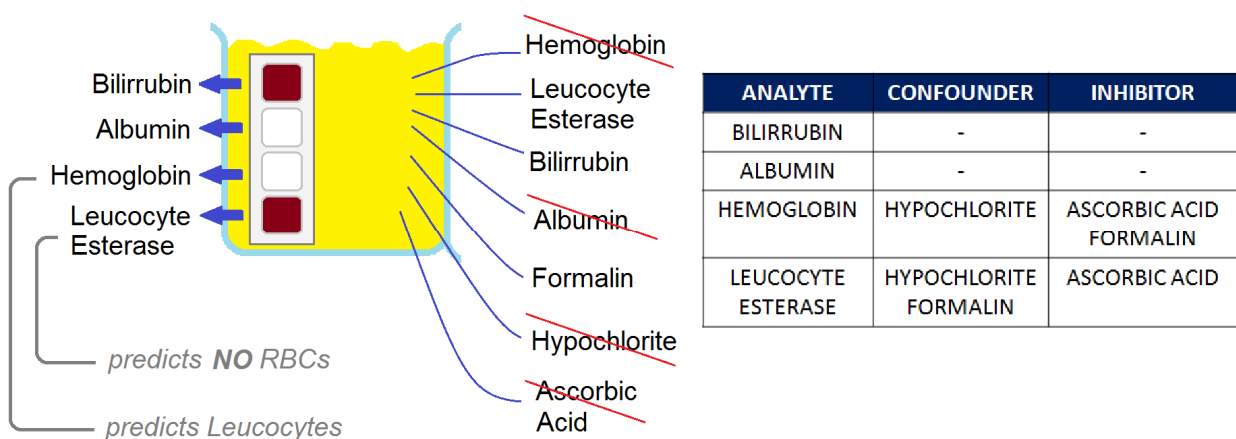 Bilirrubin
Albumin
Hemoglobin
Leucocyte
Esterase
predicts NO RBCs
predicts Leucocytes
Hemoglobin
Leucocyte
Esterase
Bilirrubin
Albumin
Formalin
Hypochlorite
Ascorbic
Acid
ANALYTE CONFOUNDER INHIBITOR
BILIRRUBIN - -
ALBUMIN - -
HEMOGLOBIN HYPOCHLORITE ASCORBIC ACID
FORMALIN
LEUCOCYTE HYPOCHLORITE ASCORBIC ACID
ESTERASE FORMALIN